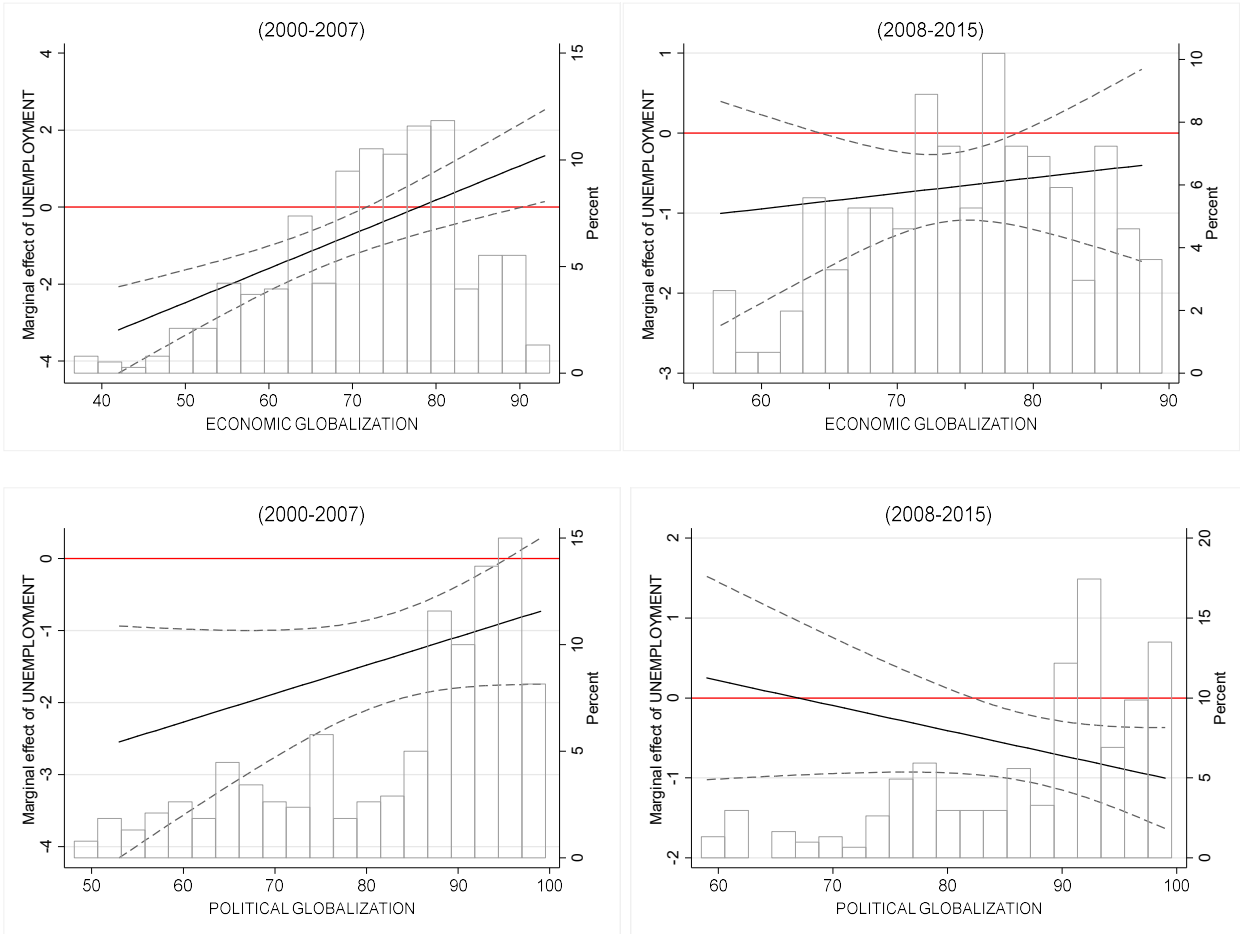 (2000-2007)
Marginal effect of UNEMPLOYMENT
4
2
0
-2
-4
15
10
5
0
Percent
40 50 60 70 80 90
ECONOMIC GLOBALIZATION
(2008-2015)
Marginal effect of UNEMPLOYMENT
1
0
-1
-2
-3
10
8
6
4
2
0
Percent
60 70 80 90
ECONOMIC GLOBALIZATION
(2000-2007)
Marginal effect of UNEMPLOYMENT
0
-1
-2
-3
-4
15
10
5
0
Percent
50 60 70 80 90 100
POLITICAL GLOBALIZATION
(2008-2015)
Marginal effect of UNEMPLOYMENT
2
1
0
-1
-2
20
15
10
5
0
Percent
60 70 80 90 100
POLITICAL GLOBALIZATION